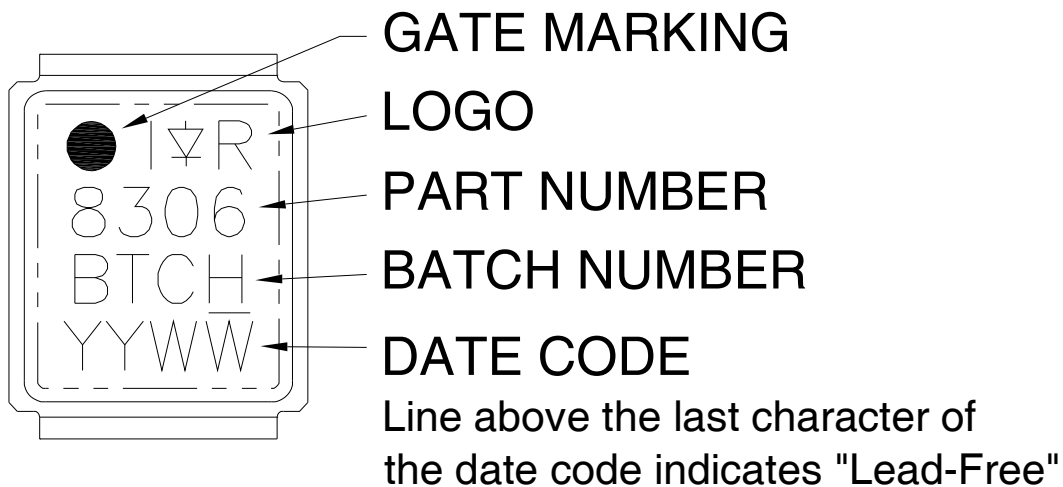 GATE MARKING
I R
LOGO
8306
PART NUMBER
BTCH
BATCH NUMBER
YYWW
DATE CODE
Line above the last character of
the date code indicates "Lead-Free"